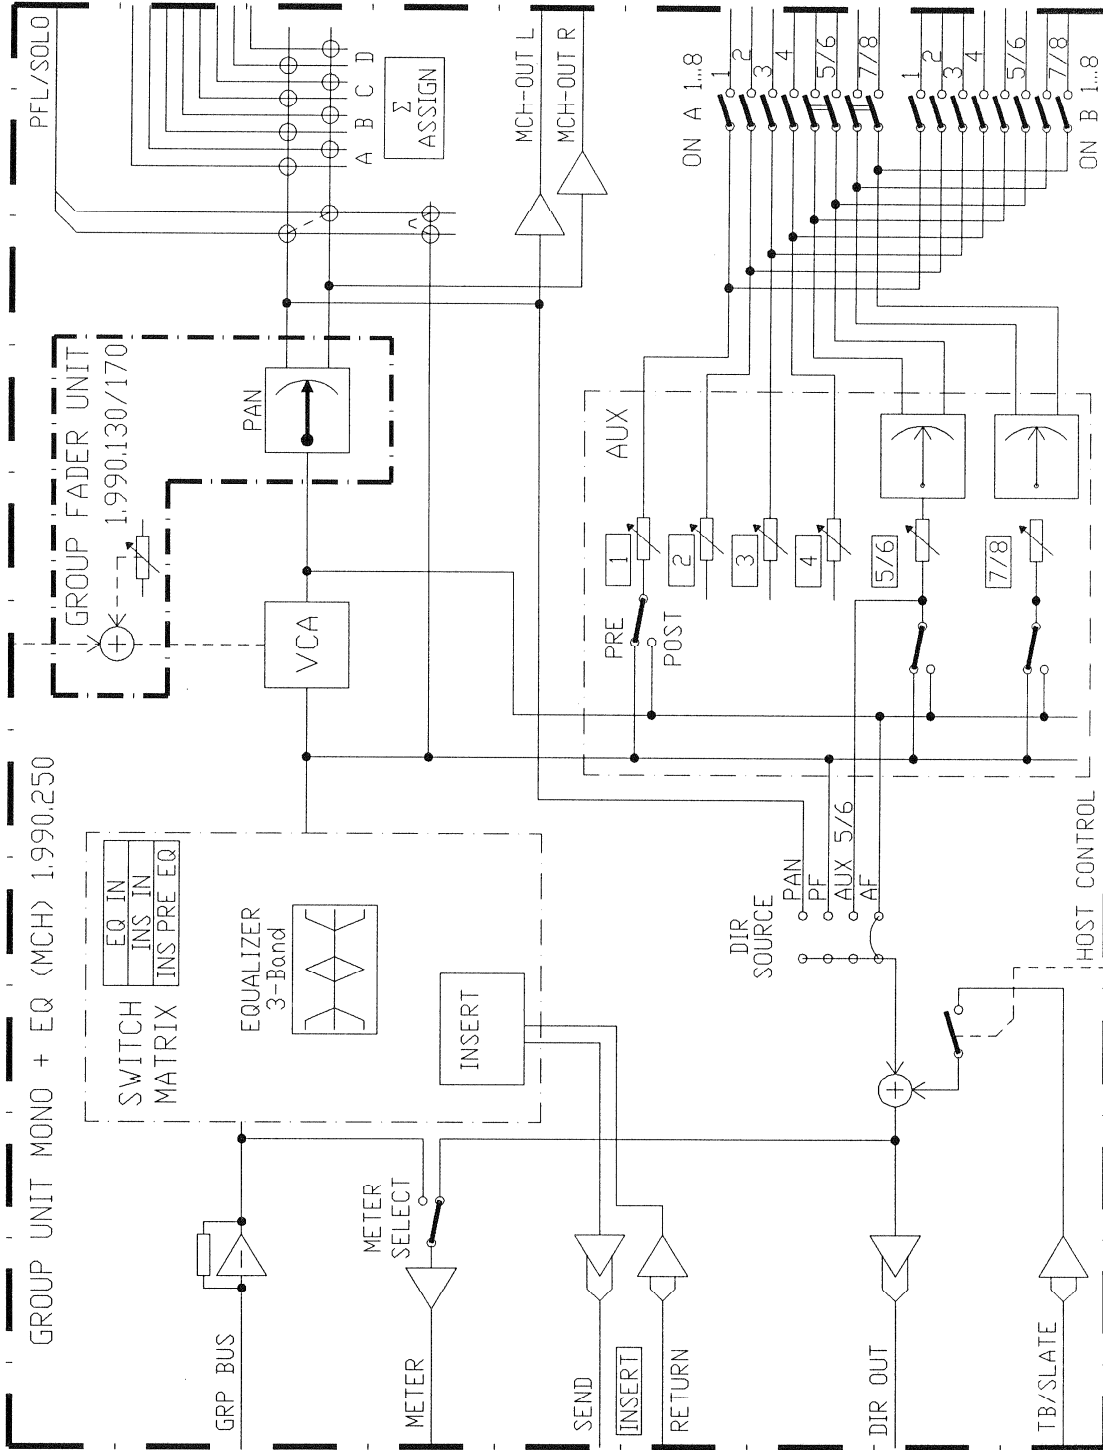 GROUP UNIT MONO + EQ (MCH) 1.990.250
GROUP FADER UNIT
1.990.130/170
PFL/SOLO
GRP BUS
SWITCH
MATRIX
EQ IN
INS IN
INS PRE EQ
EQUALIZER
3-Band
INSERT
VCA
PAN
A B C D
Σ
ASSIGN
METER
METER
SELECT
MCH-OUT L
MCH-OUT R
SEND
INSERT
RETURN
AUX
PRE
POST
1
2
3
4
5/6
7/8
ON A 1...8
1
2
3
4
5/6
7/8
ON B 1...8
1
2
3
4
5/6
7/8
DIR
SOURCE
PAN
PF
AUX 5/6
AF
DIR OUT
TB/SLATE
HOST CONTROL